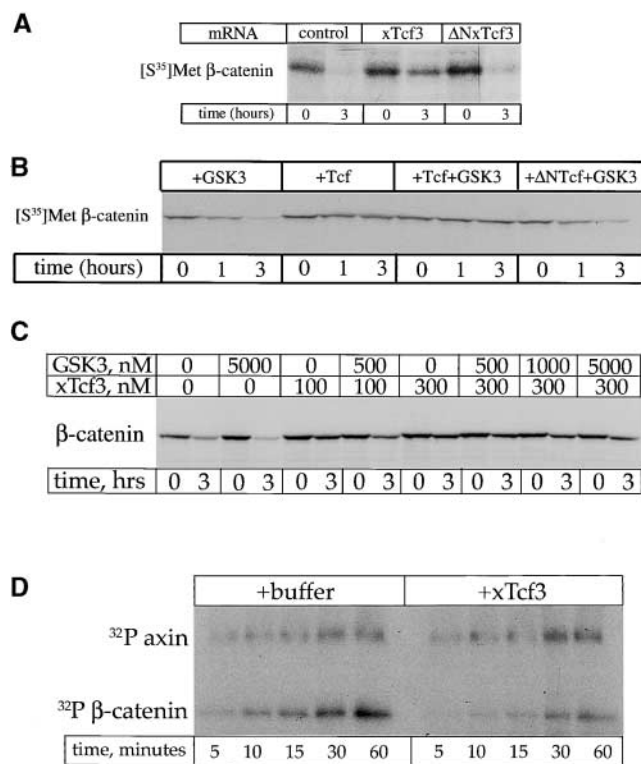 A
mRNA control xTcf3 ΔNxTcf3
[S³⁵]Met β-catenin
time (hours) 0 3 0 3 0 3
B
+GSK3 +Tcf +Tcf+GSK3 +ΔNTcf+GSK3
[S³⁵]Met β-catenin
time (hours) 0 1 3 0 1 3 0 1 3 0 1 3
C
GSK3, nM 0 5000 0 500 0 500 1000 5000
xTcf3, nM 0 0 100 100 300 300 300 300
β-catenin
time, hrs 0 3 0 3 0 3 0 3 0 3 0 3 0 3 0 3
D
+buffer +xTcf3
³²P axin
³²P β-catenin
time, minutes 5 10 15 30 60 5 10 15 30 60